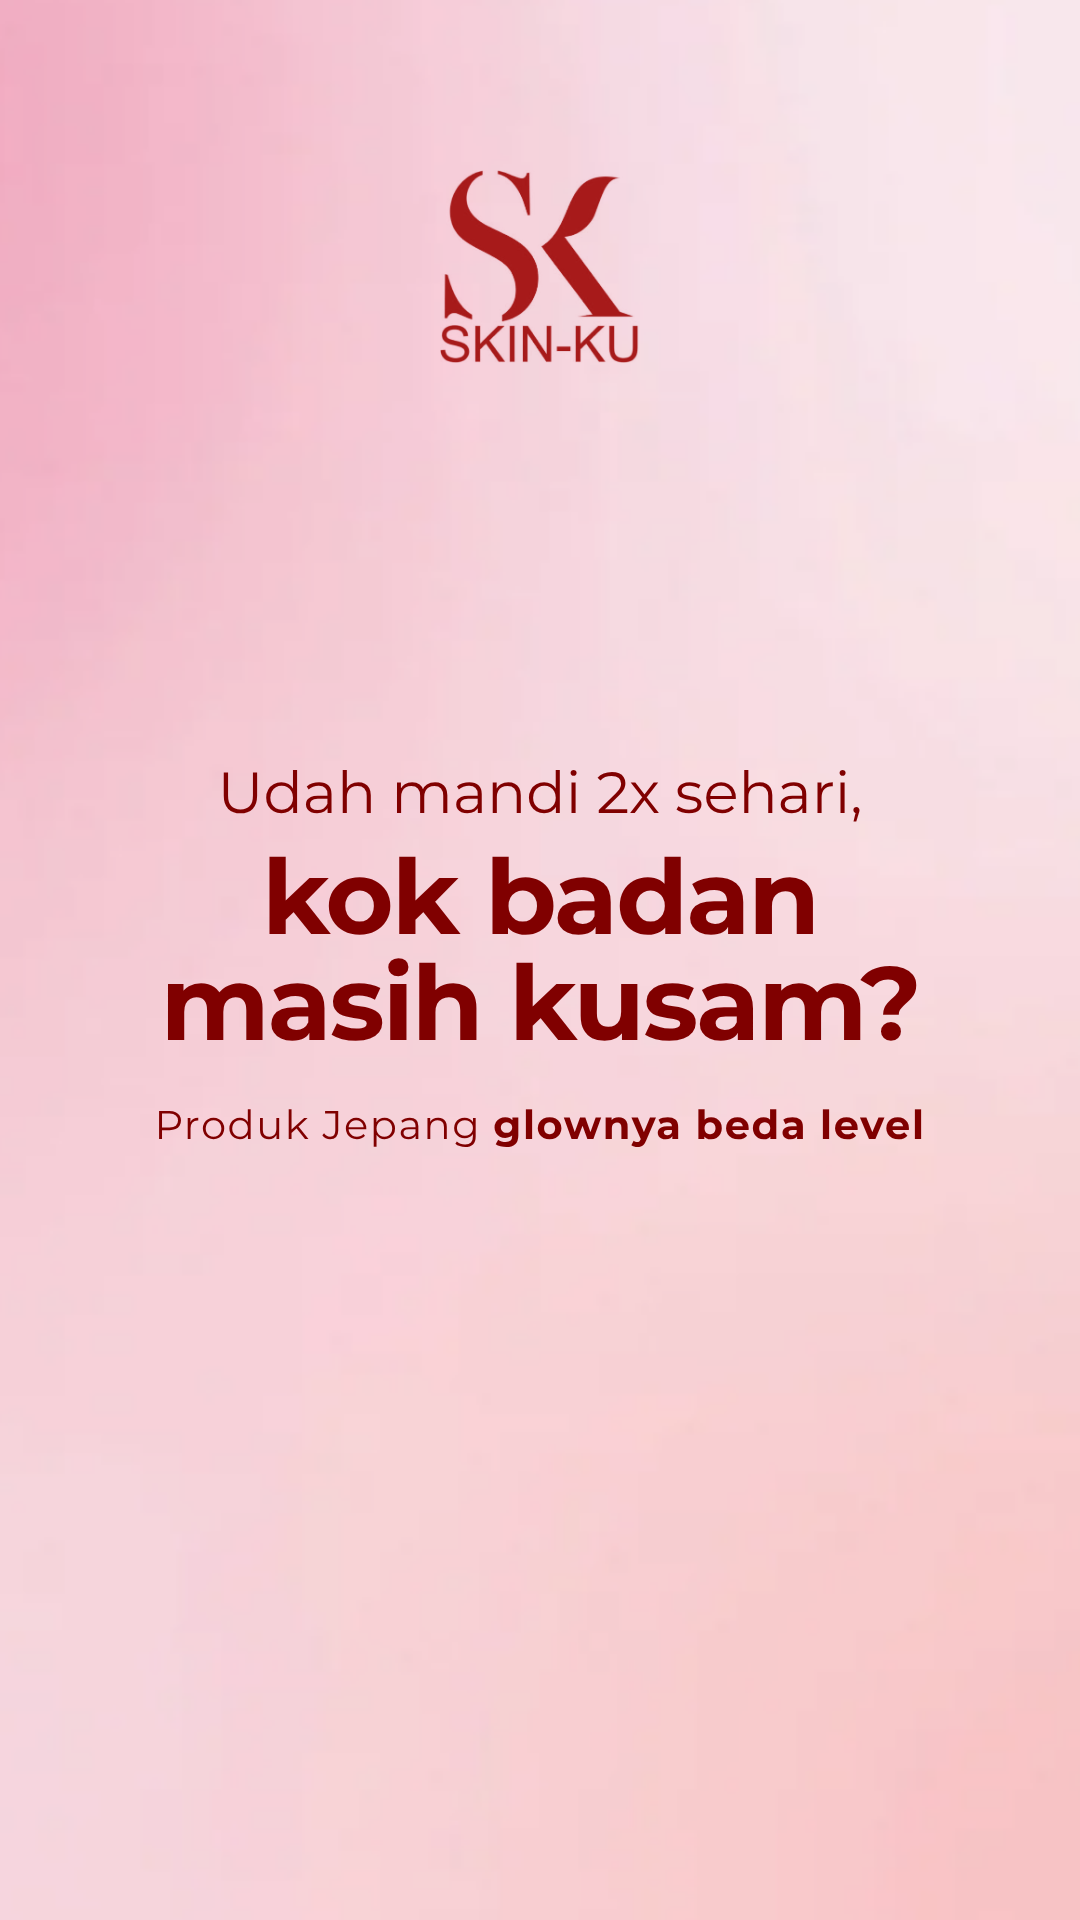 SK
SKIN-KU
Udah mandi 2x sehari,
kok badan
masih kusam?
Produk Jepang glownya beda level